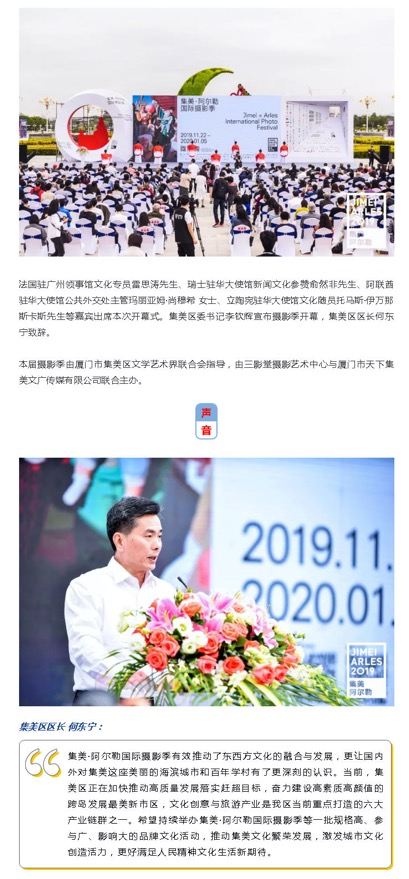 集美·阿尔勒
国际摄影季
Jimei × Arles
International Photo
Festival
2019.11.22 –
2020.01.05
JIMEI
ARLES
2019
集美
阿尔勒
法国驻广州领事馆文化专员雷思涛先生、瑞士驻华大使馆新闻文化参赞俞然非先生、阿联酋
驻华大使馆公共外交处主管玛丽亚姆·尚穆希 女士、立陶宛驻华大使馆文化随员托马斯·伊万那
斯卡斯先生等嘉宾出席本次开幕式。集美区委书记李钦辉宣布摄影季开幕，集美区区长何东
宁致辞。
本届摄影季由厦门市集美区文学艺术界联合会指导，由三影堂摄影艺术中心与厦门市天下集
美文广传媒有限公司联合主办。
声
音
2019.11.
2020.01.
JIMEI
ARLES
2019
集美
阿尔勒
集美区区长 何东宁：
集美·阿尔勒国际摄影季有效推动了东西方文化的融合与发展，更让国内
外对集美这座美丽的海滨城市和百年学村有了更深刻的认识。当前，集
美区正在加快推动高质量发展落实赶超目标，奋力建设高素质高颜值的
跨岛发展最美新市区，文化创意与旅游产业是我区当前重点打造的六大
产业链群之一。希望持续举办集美·阿尔勒国际摄影季等一批规格高、参
与广、影响大的品牌文化活动，推动集美文化繁荣发展，激发城市文化
创造活力，更好满足人民精神文化生活新期待。